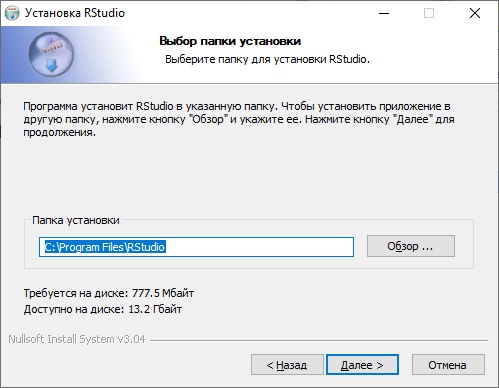 Установка RStudio
Выбор папки установки
Выберите папку для установки RStudio.
Программа установит RStudio в указанную папку. Чтобы установить приложение в
другую папку, нажмите кнопку "Обзор" и укажите ее. Нажмите кнопку "Далее" для
продолжения.
Папка установки
C:\Program Files\RStudio
Обзор ...
Требуется на диске: 777.5 Мбайт
Доступно на диске: 13.2 Гбайт
Nullsoft Install System v3.04
< Назад
Далее >
Отмена